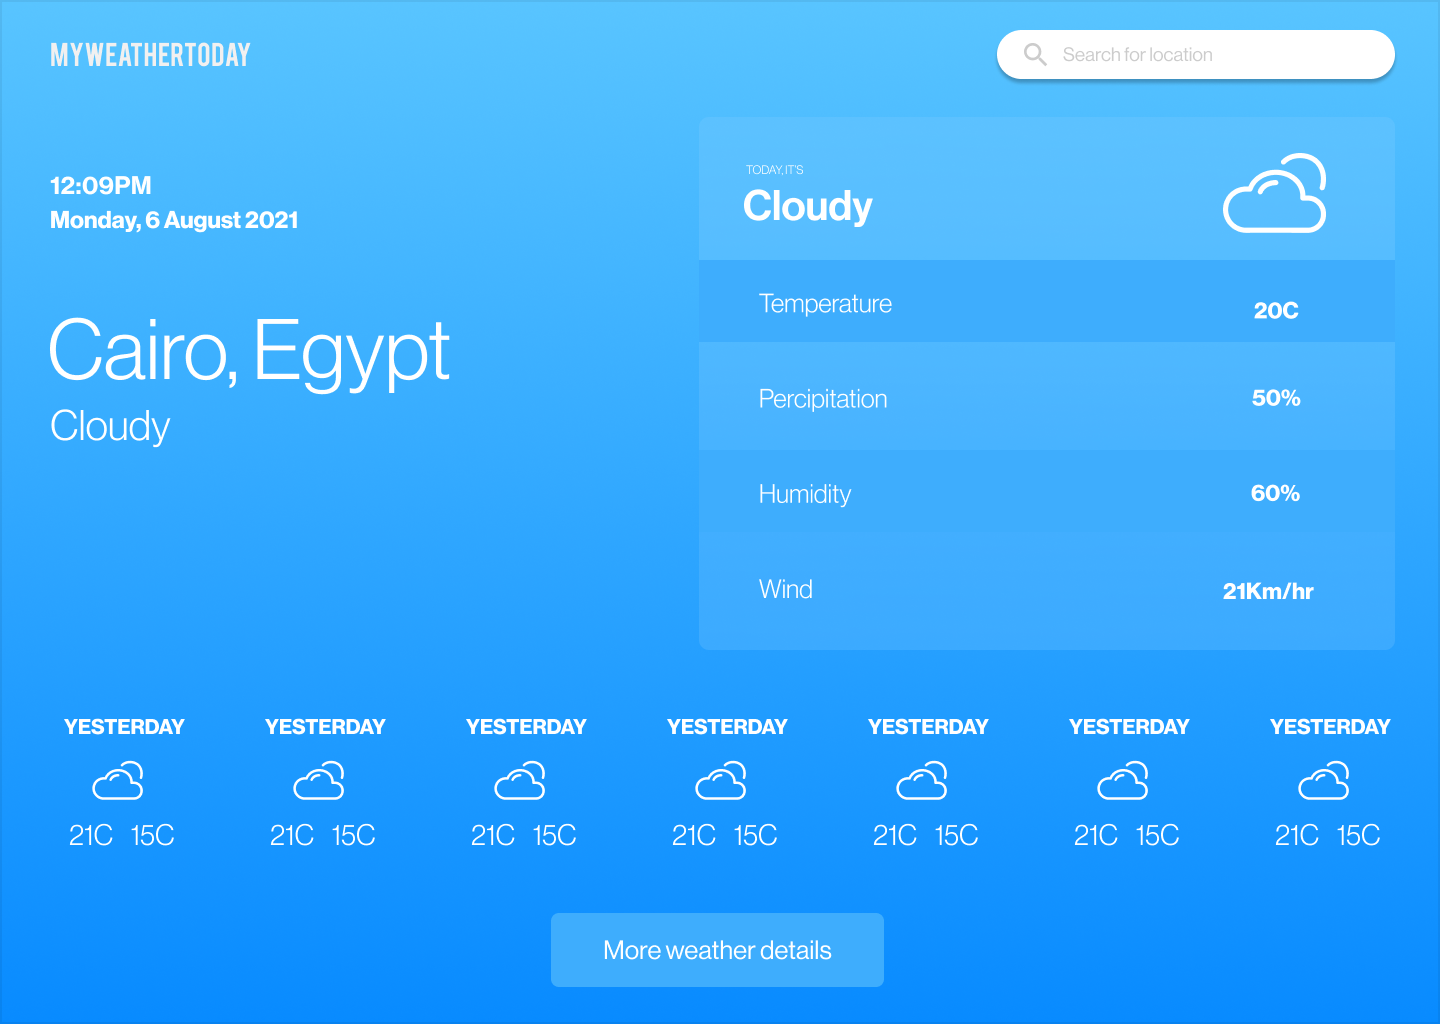 MYWEATHERTODAY
Search for location
12:09PM
Monday, 6 August 2021
Cairo, Egypt
Cloudy
TODAY, IT'S
Cloudy
Temperature 20C
Percipitation 50%
Humidity 60%
Wind 21Km/hr
YESTERDAY YESTERDAY YESTERDAY YESTERDAY YESTERDAY YESTERDAY YESTERDAY
21C 15C 21C 15C 21C 15C 21C 15C 21C 15C 21C 15C 21C 15C
More weather details